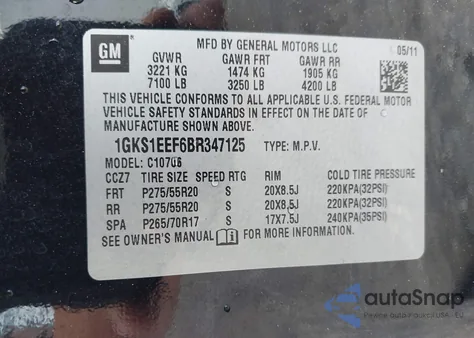 GM
MFD BY GENERAL MOTORS LLC
05/11
GVWR GAWR FRT GAWR RR
3221 KG 1474 KG 1905 KG
7100 LB 3250 LB 4200 LB
THIS VEHICLE CONFORMS TO ALL APPLICABLE U.S. FEDERAL MOTOR
VEHICLE SAFETY STANDARDS IN EFFECT ON THE DATE OF
MANUFACTURE SHOWN ABOVE.
1GKS1EEF6BR347125 TYPE: M.P.V.
MODEL:
CCZ7 TIRE SIZE SPEED RTG RIM COLD TIRE PRESSURE
FRT P275/55R20 S 20X8.5J 220KPA(32PSI)
RR P275/55R20 S 20X8.5J 220KPA(32PSI)
SPA P265/70R17 S 17X7.5J 240KPA(35PSI)
SEE OWNER'S MANUAL FOR MORE INFORMATION.
autoSnap